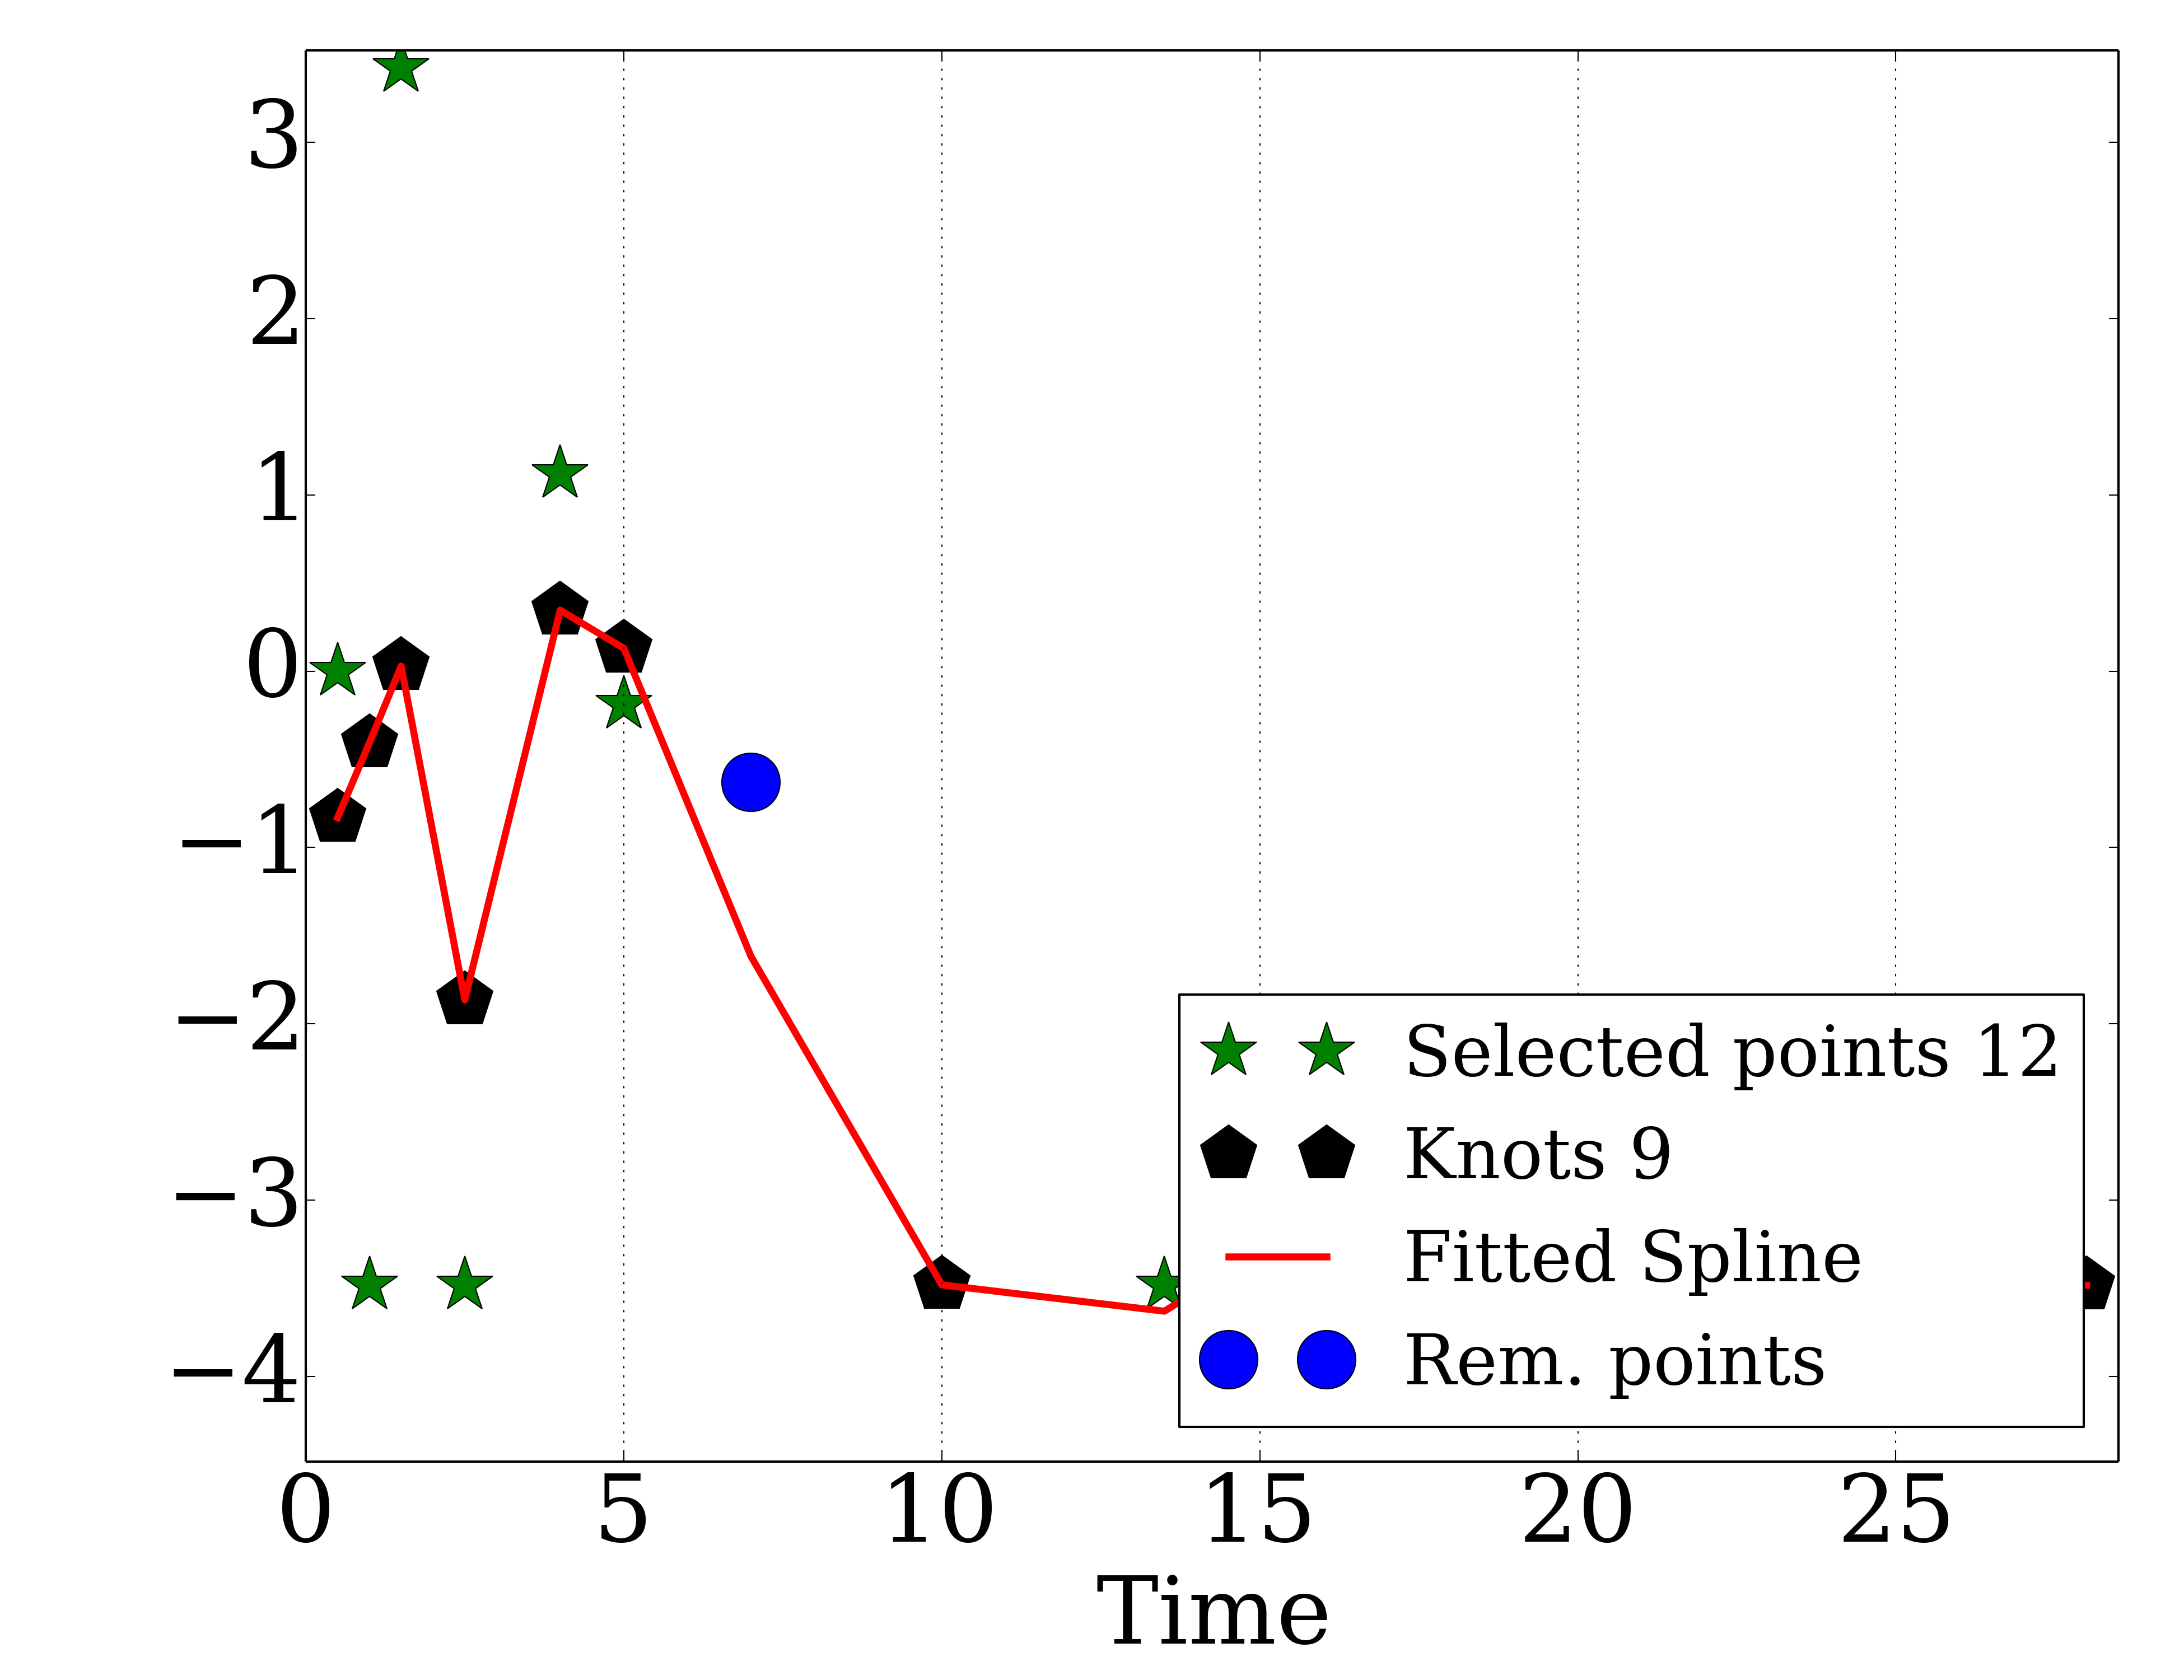 3
2
1
0
−1
−2
−3
−4
Selected points 12
Knots 9
Fitted Spline
Rem. points
0 5 10 15 20 25
Time